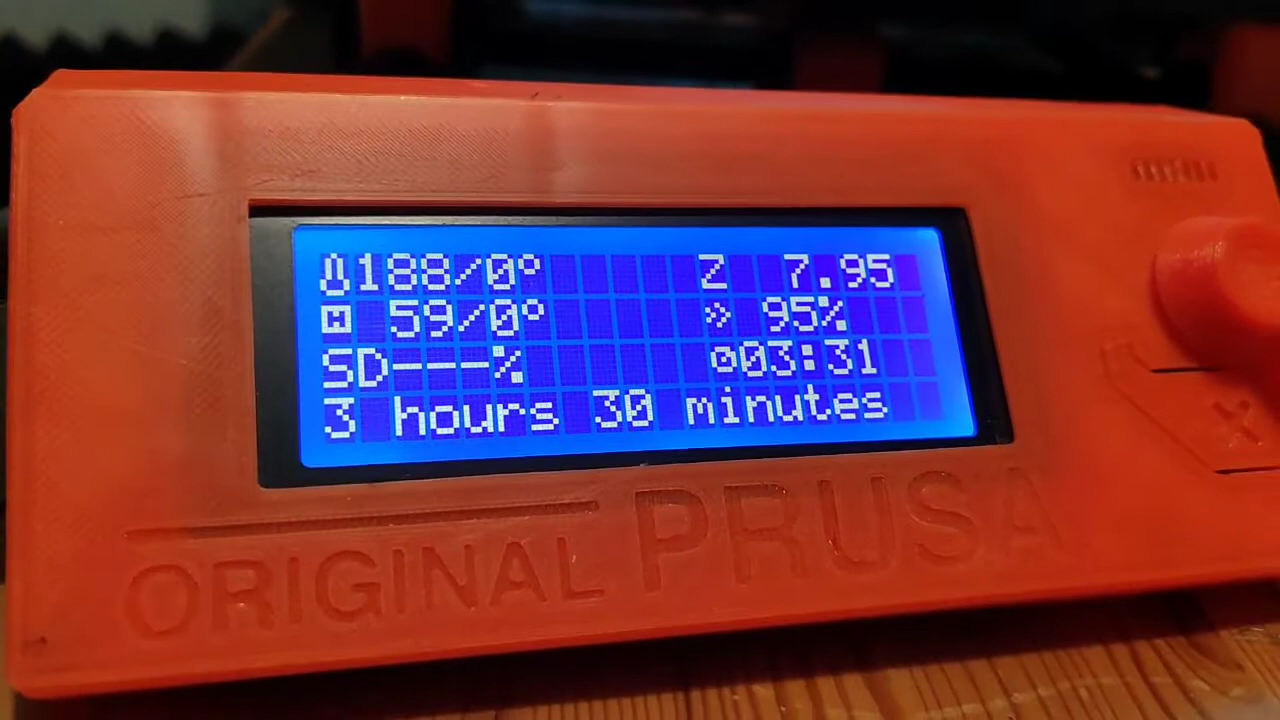 188/0° Z 7.95
59/0° 95%
SD---% 03:31
3 hours 30 minutes
ORIGINAL PRUSA